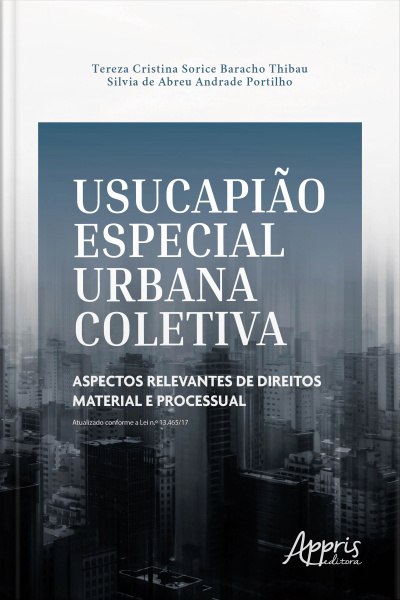 Tereza Cristina Sorice Baracho Thibau
Silvia de Abreu Andrade Portilho
USUCAPIÃO
ESPECIAL
URBANA
COLETIVA
ASPECTOS RELEVANTES DE DIREITOS
MATERIAL E PROCESSUAL
Atualizado conforme a Lei n.º 13.465/17
Appris
editora